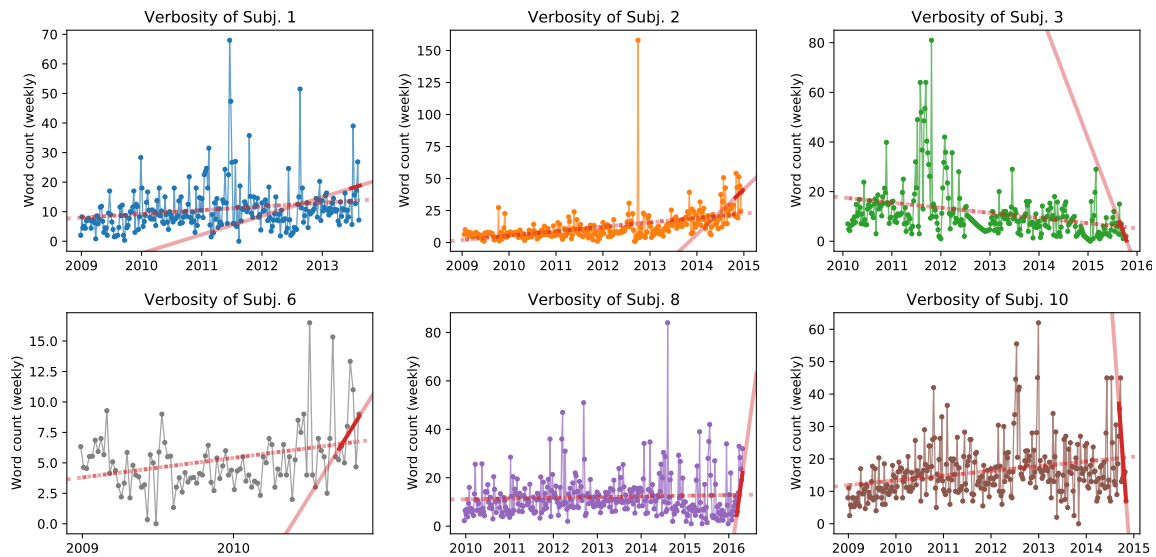 Verbosity of Subj. 1
Word count (weekly)
70
60
50
40
30
20
10
0
2009 2010 2011 2012 2013
Verbosity of Subj. 2
Word count (weekly)
150
125
100
75
50
25
0
2009 2010 2011 2012 2013 2014 2015
Verbosity of Subj. 3
Word count (weekly)
80
60
40
20
0
2010 2011 2012 2013 2014 2015 2016
Verbosity of Subj. 6
Word count (weekly)
15.0
12.5
10.0
7.5
5.0
2.5
0.0
2009 2010
Verbosity of Subj. 8
Word count (weekly)
80
60
40
20
0
2010 2011 2012 2013 2014 2015 2016
Verbosity of Subj. 10
Word count (weekly)
60
50
40
30
20
10
0
2009 2010 2011 2012 2013 2014 2015